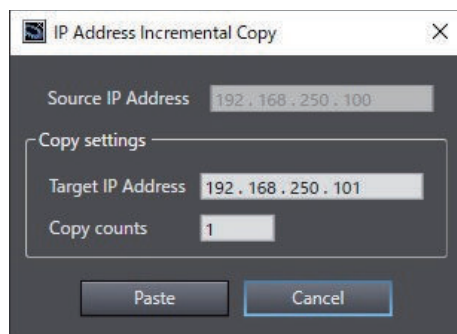 IP Address Incremental Copy
Source IP Address 192 . 168 . 250 . 100
Copy settings
Target IP Address 192 . 168 . 250 . 101
Copy counts 1
Paste Cancel